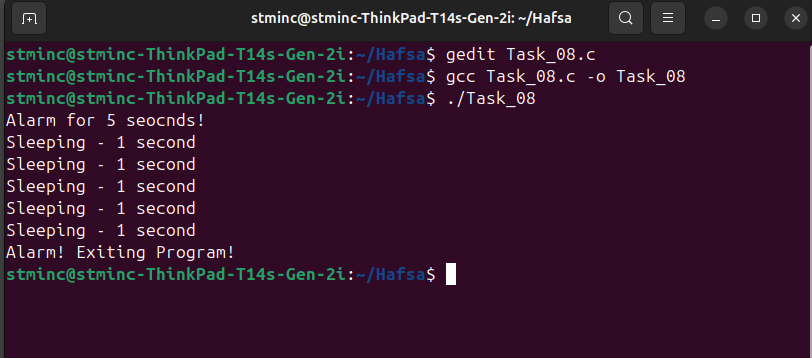 stminc@stminc-ThinkPad-T14s-Gen-2i: ~/Hafsa
stminc@stminc-ThinkPad-T14s-Gen-2i:~/Hafsa$ gedit Task_08.c
stminc@stminc-ThinkPad-T14s-Gen-2i:~/Hafsa$ gcc Task_08.c -o Task_08
stminc@stminc-ThinkPad-T14s-Gen-2i:~/Hafsa$ ./Task_08
Alarm for 5 seocnds!
Sleeping - 1 second
Sleeping - 1 second
Sleeping - 1 second
Sleeping - 1 second
Sleeping - 1 second
Alarm! Exiting Program!
stminc@stminc-ThinkPad-T14s-Gen-2i:~/Hafsa$